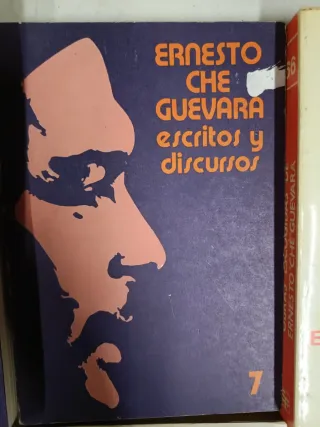 ERNESTO
CHE
GUEVARA
escritos y
discursos
7
ERNESTO CHE GUEVARA